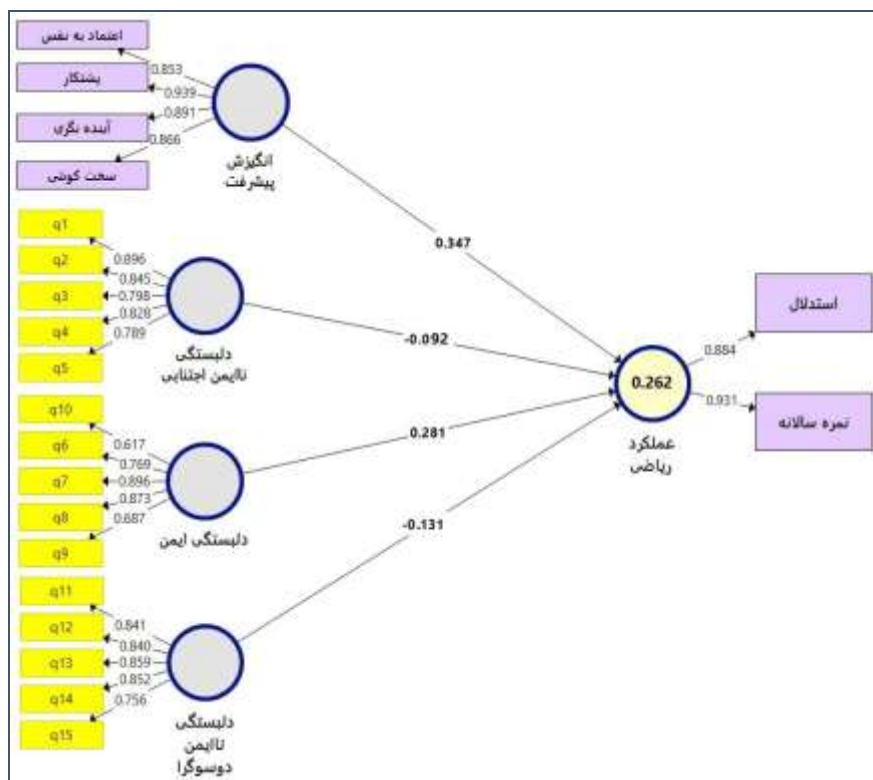 اعتماد به نفس
پشتکار
آینده نگری
سخت کوشی
0.853
0.939
0.891
0.866
انگیزش
پیشرفت
0.347
q1
q2
q3
q4
q5
0.896
0.845
0.798
0.828
0.789
دلبستگی
ناایمن اجتنابی
-0.092
q10
q6
q7
q8
q9
0.617
0.769
0.896
0.873
0.687
دلبستگی ایمن
0.281
q11
q12
q13
q14
q15
0.841
0.840
0.859
0.852
0.756
دلبستگی
ناایمن
دوسوگرا
-0.131
0.262
عملکرد
ریاضی
0.884
0.931
استدلال
نمره سالانه